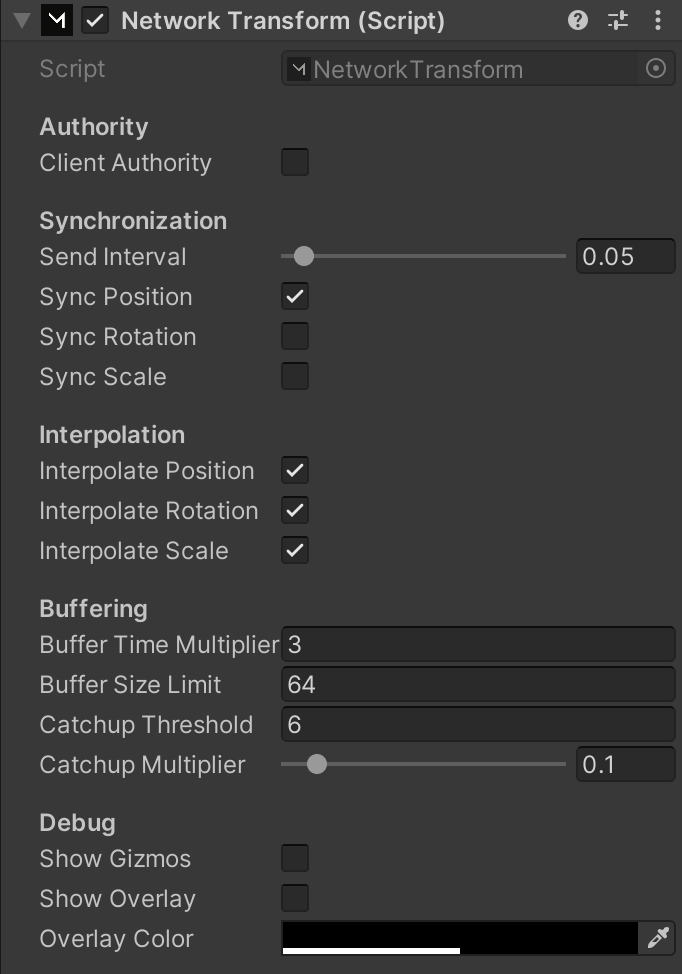 Network Transform (Script)
Script NetworkTransform
Authority
Client Authority
Synchronization
Send Interval 0.05
Sync Position
Sync Rotation
Sync Scale
Interpolation
Interpolate Position
Interpolate Rotation
Interpolate Scale
Buffering
Buffer Time Multiplier 3
Buffer Size Limit 64
Catchup Threshold 6
Catchup Multiplier 0.1
Debug
Show Gizmos
Show Overlay
Overlay Color